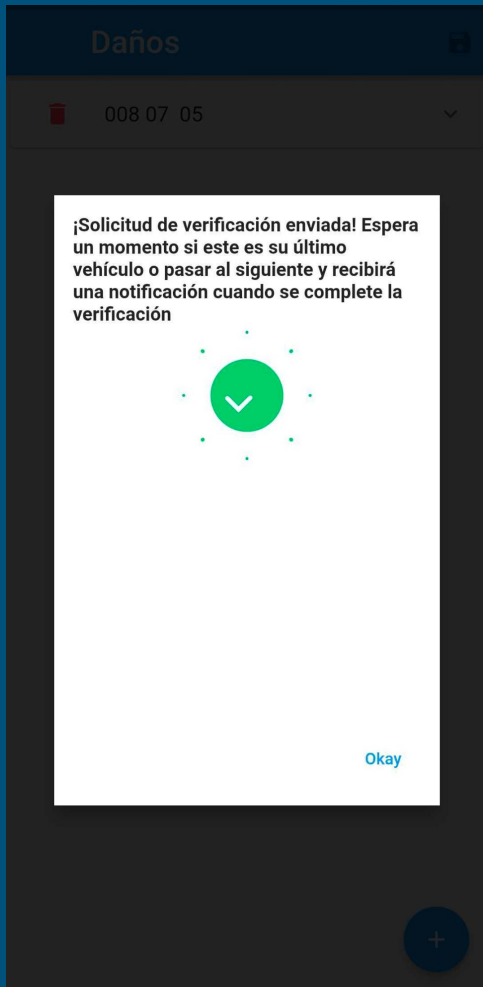 Daños
008 07 05
¡Solicitud de verificación enviada! Espera
un momento si este es su último
vehículo o pasar al siguiente y recibirá
una notificación cuando se complete la
verificación
Okay